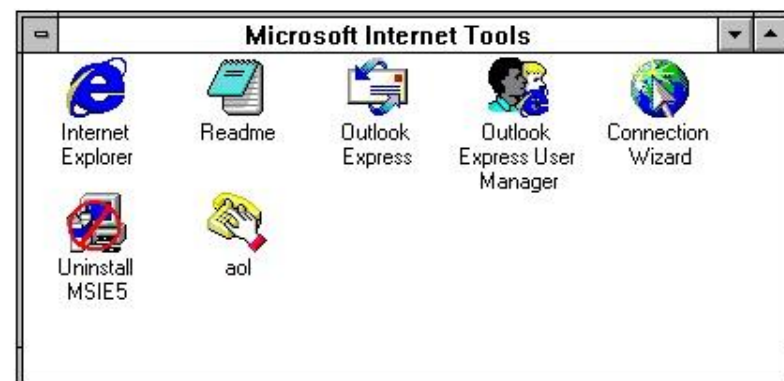 Microsoft Internet Tools
Internet
Explorer
Readme
Outlook
Express
Outlook
Express User
Manager
Connection
Wizard
Uninstall
MSIE5
aol